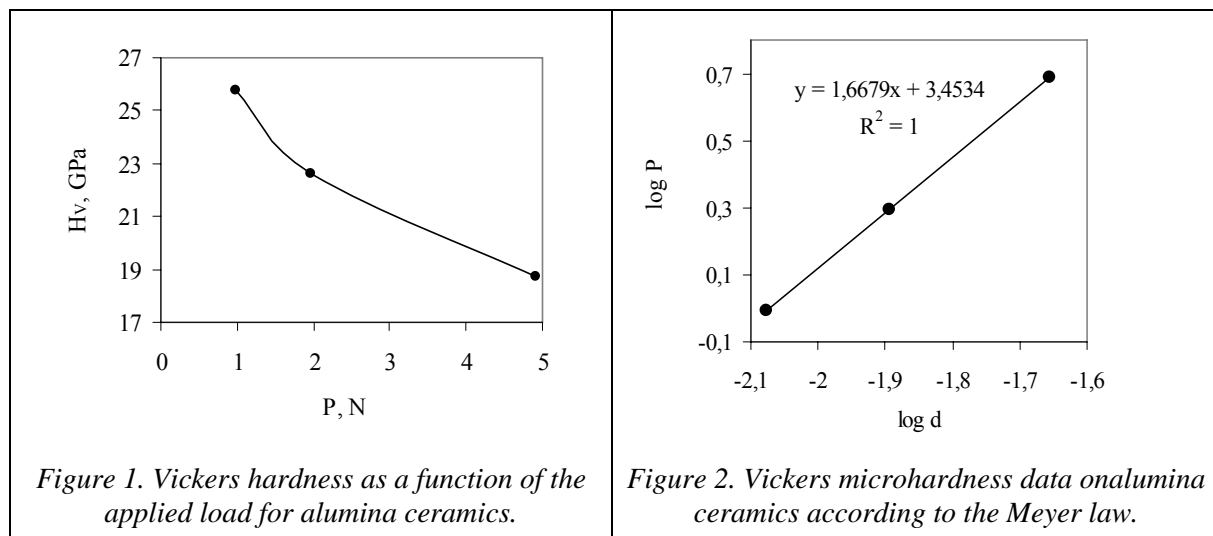 27
25
23
21
19
17
0 1 2 3 4 5
Hv, GPa
P, N
Figure 1. Vickers hardness as a function of the
applied load for alumina ceramics.
0,7
0,5
0,3
0,1
-0,1
-2,1 -2 -1,9 -1,8 -1,7 -1,6
y = 1,6679x + 3,4534
R² = 1
log P
log d
Figure 2. Vickers microhardness data onalumina
ceramics according to the Meyer law.